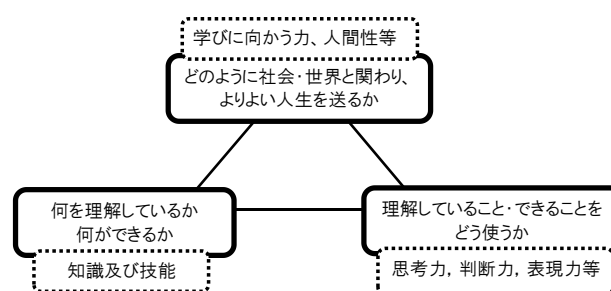 学びに向かう力、人間性等
どのように社会・世界と関わり、
よりよい人生を送るか
何を理解しているか
何ができるか
知識及び技能
理解していること・できることを
どう使うか
思考力，判断力，表現力等